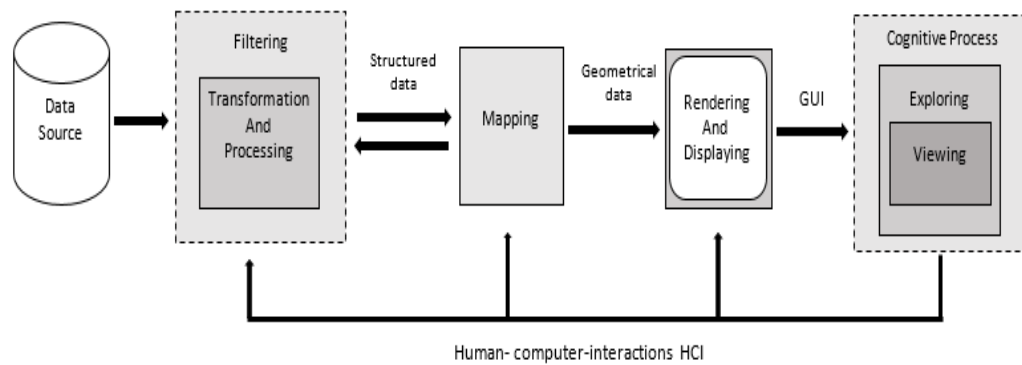 Data
Source
Filtering
Transformation
And
Processing
Structured
data
Mapping
Geometrical
data
Rendering
And
Displaying
GUI
Cognitive Process
Exploring
Viewing
Human- computer-interactions HCI